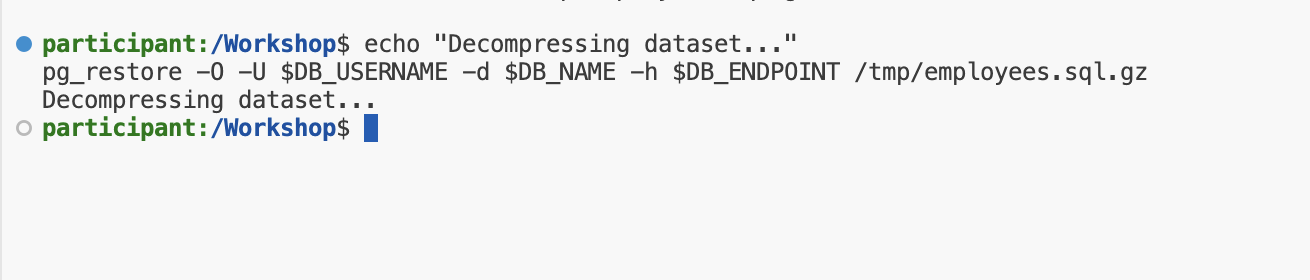 participant:/Workshop$ echo "Decompressing dataset..."
pg_restore -O -U $DB_USERNAME -d $DB_NAME -h $DB_ENDPOINT /tmp/employees.sql.gz
Decompressing dataset...
participant:/Workshop$